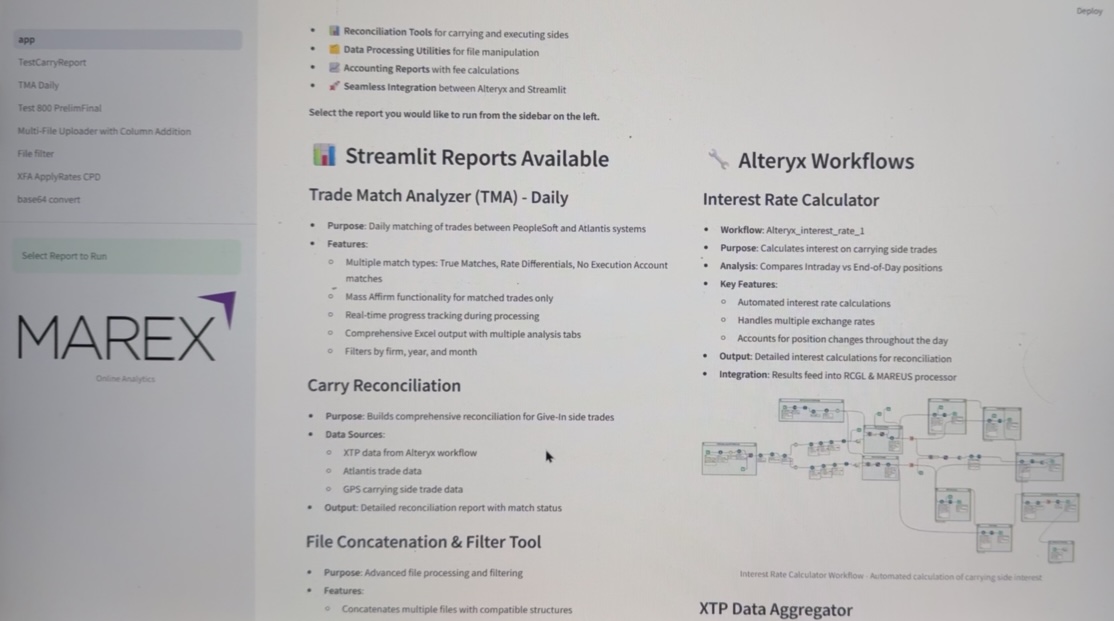 Deploy
app
TestCarryReport
TMA Daily
Test 800 PrelimFinal
Multi-File Uploader with Column Addition
File filter
XFA ApplyRates CPD
base64 convert
Select Report to Run
MAREX
Online Analytics
Reconciliation Tools for carrying and executing sides
Data Processing Utilities for file manipulation
Accounting Reports with fee calculations
Seamless Integration between Alteryx and Streamlit
Select the report you would like to run from the sidebar on the left.
Streamlit Reports Available
Trade Match Analyzer (TMA) - Daily
Purpose: Daily matching of trades between PeopleSoft and Atlantis systems
Features:
Multiple match types: True Matches, Rate Differentials, No Execution Account
matches
Mass Affirm functionality for matched trades only
Real-time progress tracking during processing
Comprehensive Excel output with multiple analysis tabs
Filters by firm, year, and month
Carry Reconciliation
Purpose: Builds comprehensive reconciliation for Give-In side trades
Data Sources:
XTP data from Alteryx workflow
Atlantis trade data
GPS carrying side trade data
Output: Detailed reconciliation report with match status
File Concatenation & Filter Tool
Purpose: Advanced file processing and filtering
Features:
Concatenates multiple files with compatible structures
Alteryx Workflows
Interest Rate Calculator
Workflow: Alteryx_interest_rate_1
Purpose: Calculates interest on carrying side trades
Analysis: Compares Intraday vs End-of-Day positions
Key Features:
Automated interest rate calculations
Handles multiple exchange rates
Accounts for position changes throughout the day
Output: Detailed interest calculations for reconciliation
Integration: Results feed into RCGL & MAREUS processor
Interest Rate Calculator Workflow - Automated calculation of carrying side interest
XTP Data Aggregator